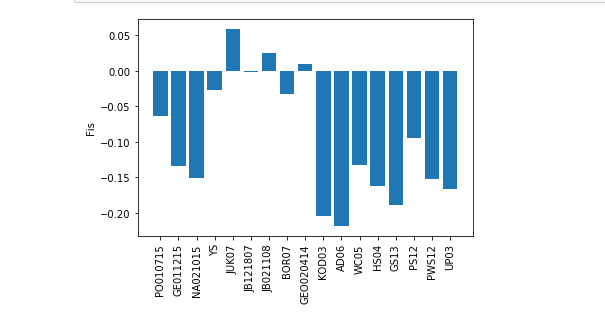 0.05
0.00
−0.05
−0.10
−0.15
−0.20
Fis
PO010715
GE011215
NA021015
YS
JUK07
JB121807
JB021108
BOR07
GEO020414
KOD03
AD06
WC05
HS04
GS13
PS12
PWS12
UP03